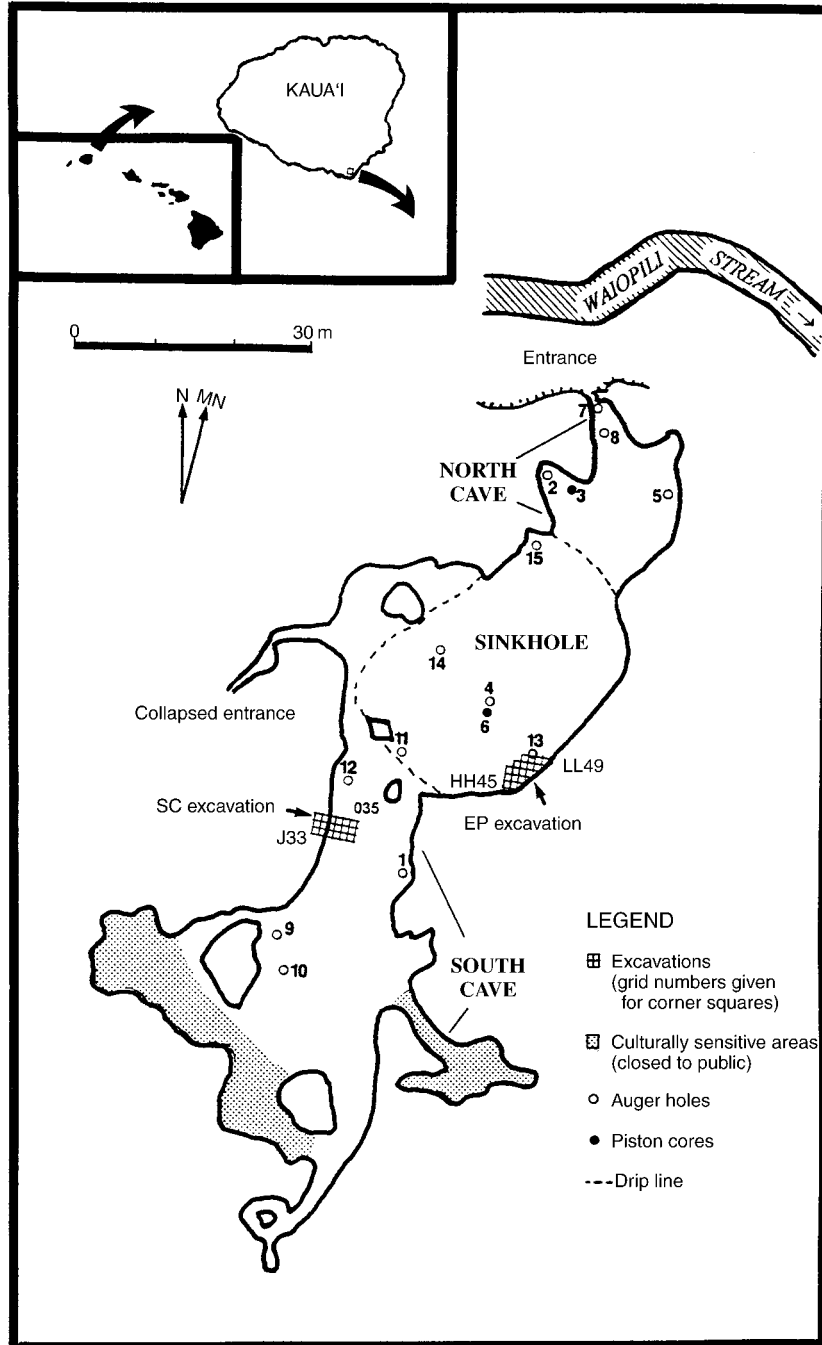 KAUA'I
WAIOPILI STREAM
0 30 m
Entrance
N MN
7
8
NORTH
CAVE
2
3
5
15
SINKHOLE
14
4
6
Collapsed entrance
11
13
12
HH45
LL49
SC excavation
035
J33
EP excavation
1
LEGEND
9
10
SOUTH
CAVE
Excavations
(grid numbers given
for corner squares)
Culturally sensitive areas
(closed to public)
Auger holes
Piston cores
Drip line